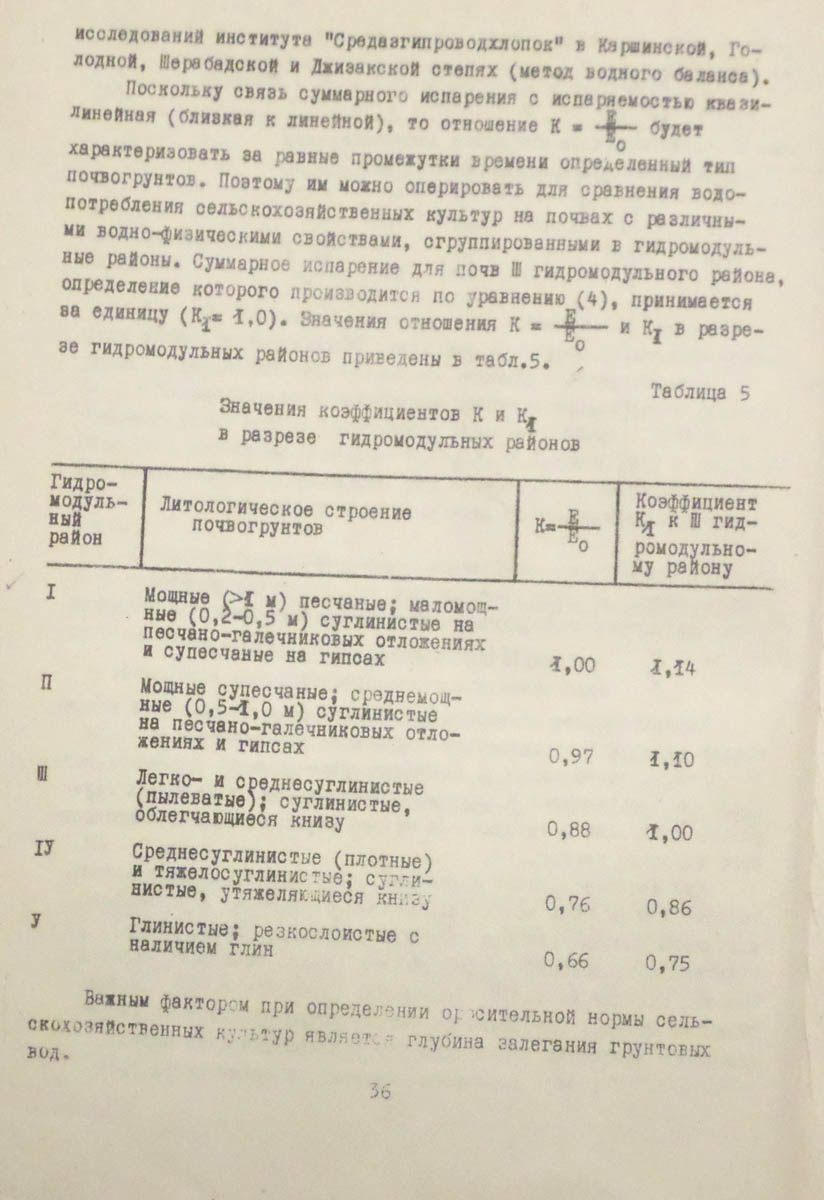 исследований института "Средазгипроводхлопок" в Каршинской, Го-
лодной, Шерабадской и Джизакской степях (метод водного баланса).
Поскольку связь суммарного испарения с испаряемостью квази-
линейная (близкая к линейной), то отношение К = E/E₀ будет
характеризовать за равные промежутки времени определенный тип
почвогрунтов. Поэтому им можно оперировать для сравнения водо-
потребления сельскохозяйственных культур на почвах с различны-
ми водно-физическими свойствами, сгруппированными в гидромодуль-
ные районы. Суммарное испарение для почв Ш гидромодульного района,
определение которого производится по уравнению (4), принимается
за единицу (К₁= 1,0). Значения отношения К = E/E₀ и К₁ в разре-
зе гидромодульных районов приведены в табл.5.
Таблица 5
Значения коэффициентов К и К₁
в разрезе гидромодульных районов
Гидро-
модуль-
ный
район
Литологическое строение
почвогрунтов
К=E/E₀
Коэффициент
К₁ к Ш гид-
ромодульно-
му району
I Мощные (>1 м) песчаные; маломощ-
ные (0,2-0,5 м) суглинистые на
песчано-галечниковых отложениях
и супесчаные на гипсах 1,00 1,14
П Мощные супесчаные; среднемощ-
ные (0,5-1,0 м) суглинистые
на песчано-галечниковых отло-
жениях и гипсах 0,97 1,10
Ш Легко- и среднесуглинистые
(пылеватые); суглинистые,
облегчающиеся книзу 0,88 1,00
IУ Среднесуглинистые (плотные)
и тяжелосуглинистые; сугли-
нистые, утяжеляющиеся книзу 0,76 0,86
У Глинистые; резкослоистые с
наличием глин 0,66 0,75
Важным фактором при определении оросительной нормы сель-
скохозяйственных культур является глубина залегания грунтовых
вод.
36